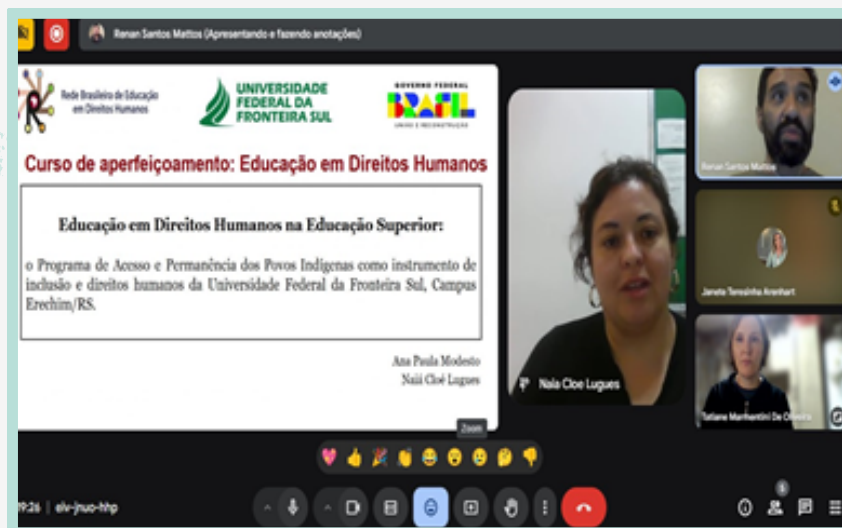 Renan Santos Mattos (Apresentando e fazendo anotações)
Rede Brasileira de Educação
em Direitos Humanos
UNIVERSIDADE
FEDERAL DA
FRONTEIRA SUL
GOVERNO FEDERAL
BRASIL
UNIÃO E RECONSTRUÇÃO
Curso de aperfeiçoamento: Educação em Direitos Humanos
Educação em Direitos Humanos na Educação Superior:
o Programa de Acesso e Permanência dos Povos Indígenas como instrumento de
inclusão e direitos humanos da Universidade Federal da Fronteira Sul, Campus
Erechim/RS.
Ana Paula Modesto
Naiá Cloé Lugues
Naia Cloe Lugues
Renan Santos Mattos
Janete Teresinha Arenhart
Tatiane Marmentini De Oliveira
Zoom
19:26 | elv-jnuo-hhp
5